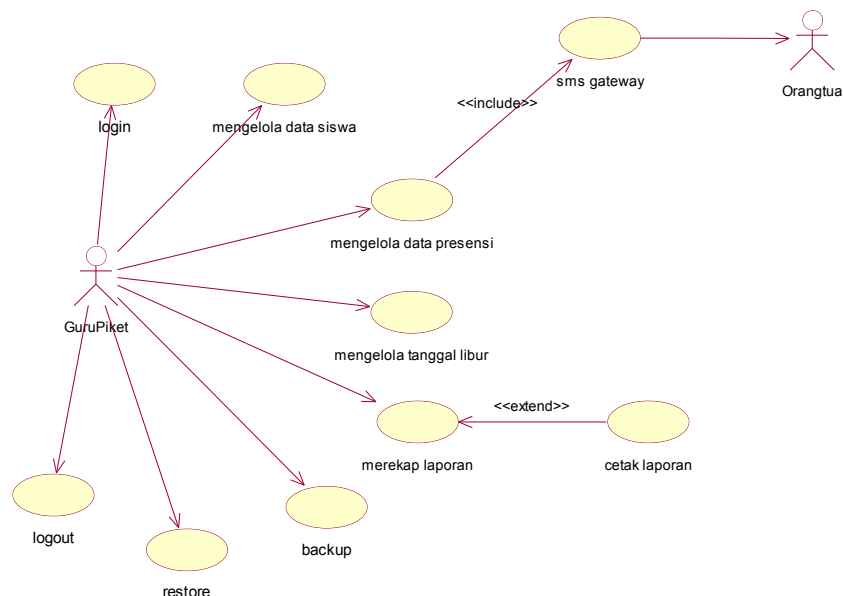 sms gateway
Orangtua
<<include>>
login
mengelola data siswa
mengelola data presensi
GuruPiket
mengelola tanggal libur
<<extend>>
merekap laporan
cetak laporan
logout
backup
restore